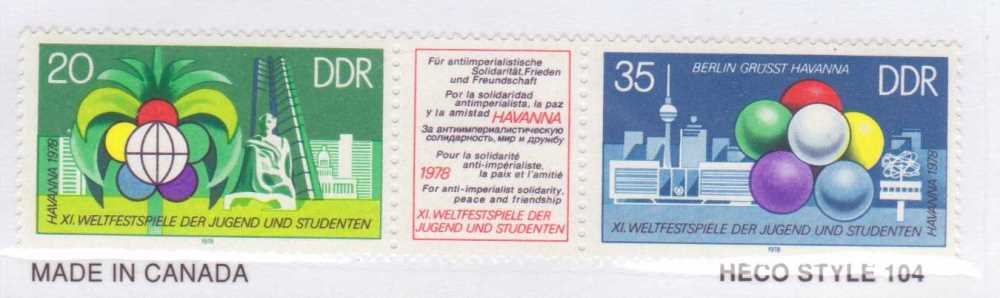 20 DDR
HAVANNA 1978
XI. WELTFESTSPIELE DER JUGEND UND STUDENTEN
1978
Für antiimperialistische
Solidarität, Frieden
und Freundschaft
Por la solidaridad
antimperialista, la paz
y la amistad HAVANNA
За антиимпериалистическую
солидарность, мир и дружбу
Pour la solidarité
anti-impérialiste,
1978 la paix et l'amitié
For anti-imperialist solidarity,
peace and friendship
XI. WELTFESTSPIELE DER
JUGEND UND STUDENTEN
35 BERLIN GRÜSST HAVANNA
DDR
HAVANNA 1978
XI. WELTFESTSPIELE DER JUGEND UND STUDENTEN
1978
MADE IN CANADA
HECO STYLE 104